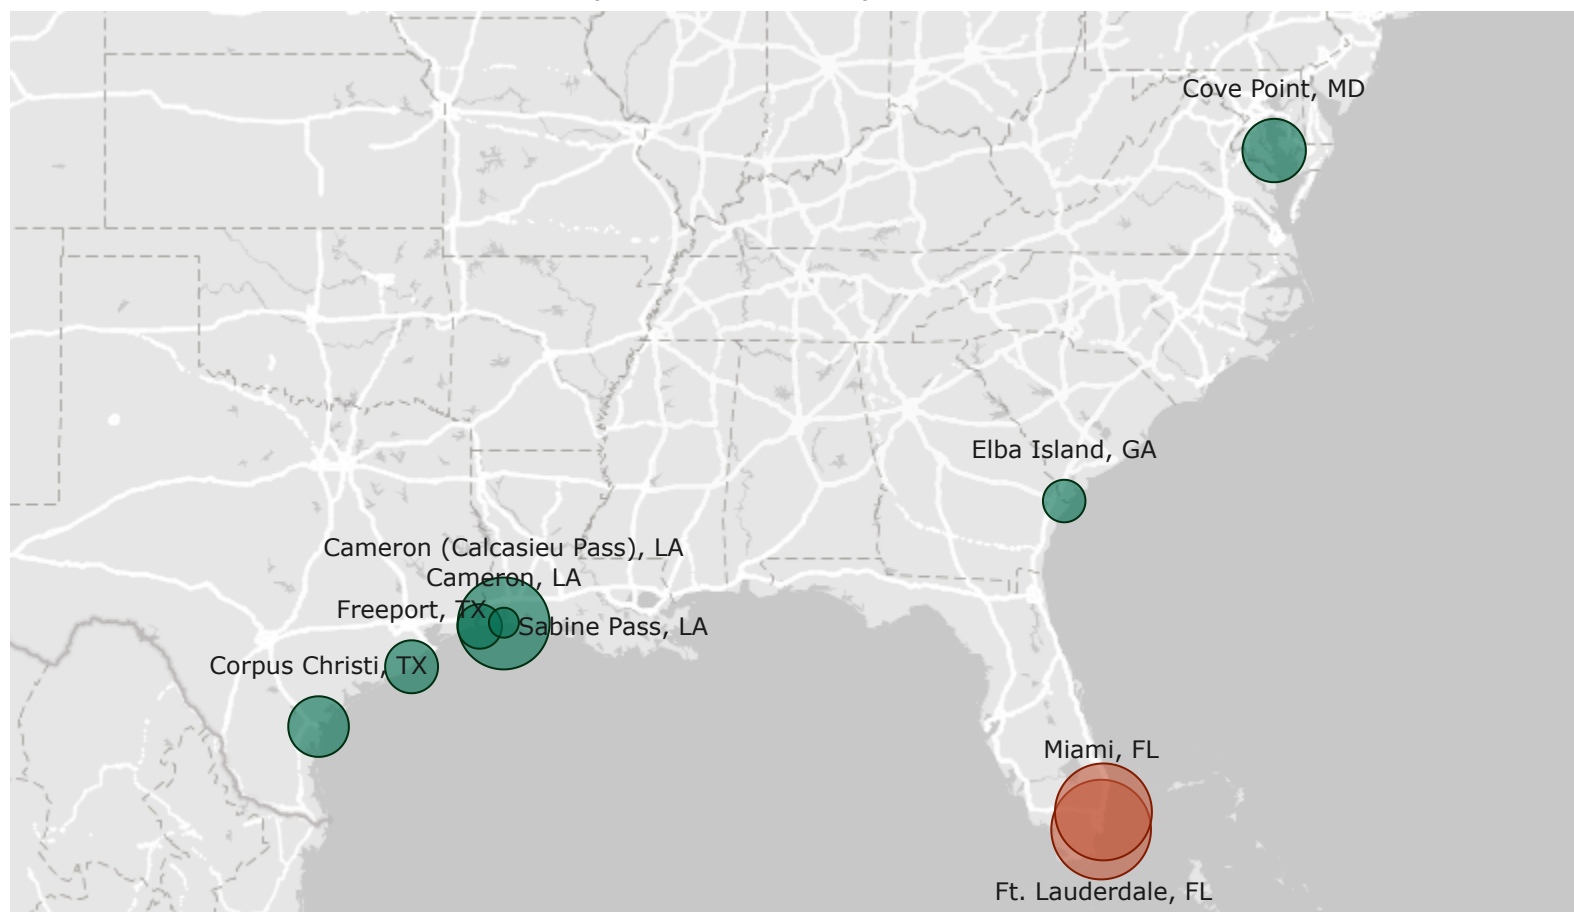 Cove Point, MD
Elba Island, GA
Cameron (Calcasieu Pass), LA
Cameron, LA
Freeport, TX
Sabine Pass, LA
Corpus Christi, TX
Miami, FL
Ft. Lauderdale, FL